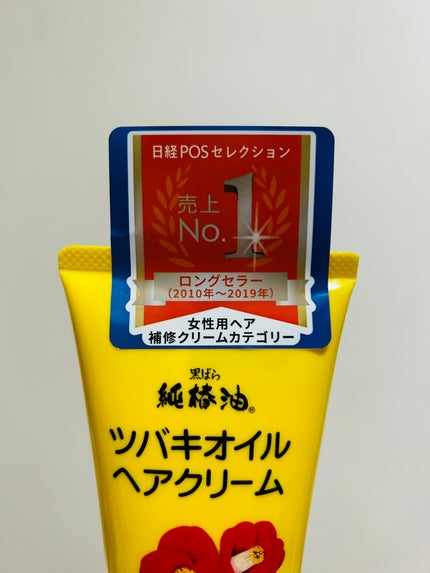 日経POSセレクション
売上
No.1
ロングセラー
(2010年〜2019年)
女性用ヘア
補修クリームカテゴリー
黒ばら
純椿油®
ツバキオイル
ヘアクリーム